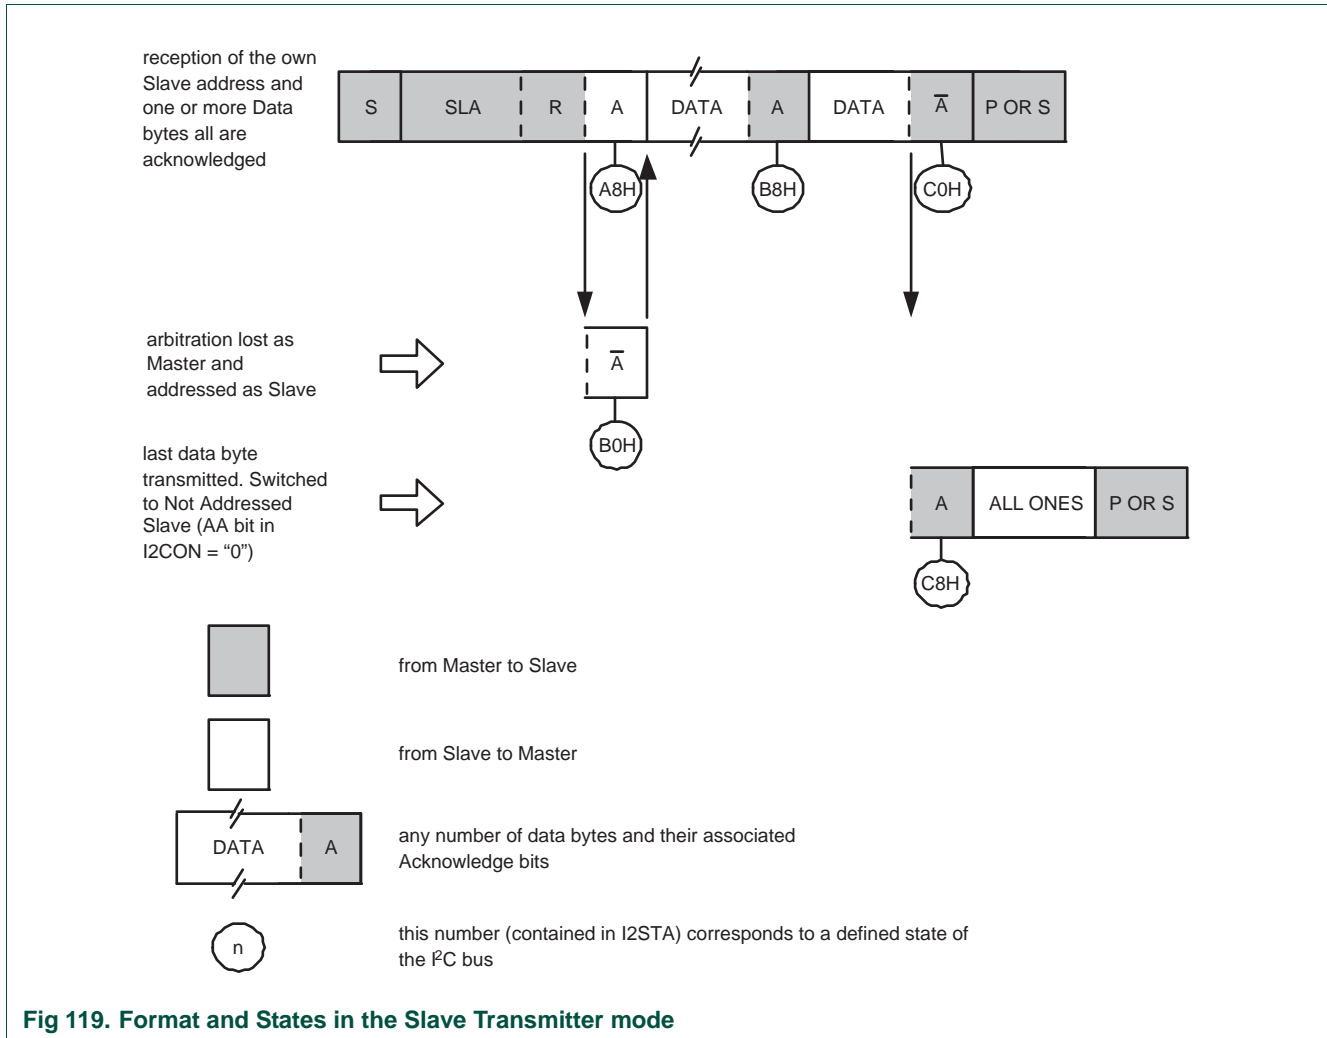 reception of the own
Slave address and
one or more Data
bytes all are
acknowledged
S SLA R A DATA A DATA A̅ P OR S
A8H B8H C0H
arbitration lost as
Master and
addressed as Slave
A̅
B0H
last data byte
transmitted. Switched
to Not Addressed
Slave (AA bit in
I2CON = “0”)
A ALL ONES P OR S
C8H
from Master to Slave
from Slave to Master
DATA A
any number of data bytes and their associated
Acknowledge bits
n
this number (contained in I2STA) corresponds to a defined state of
the I²C bus
Fig 119. Format and States in the Slave Transmitter mode